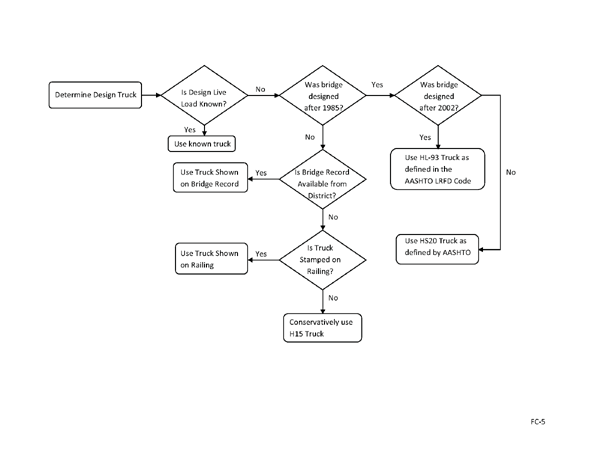 Determine Design Truck
Is Design Live
Load Known?
No
Was bridge
designed
after 1985?
Yes
Was bridge
designed
after 2002?
Yes
Use known truck
No
Yes
No
Use HL-93 Truck as
defined in the
AASHTO LRFD Code
Use Truck Shown
on Bridge Record
Yes
Is Bridge Record
Available from
District?
No
Use Truck Shown
on Railing
Yes
Is Truck
Stamped on
Railing?
Use HS20 Truck as
defined by AASHTO
No
Conservatively use
H15 Truck
FC-5